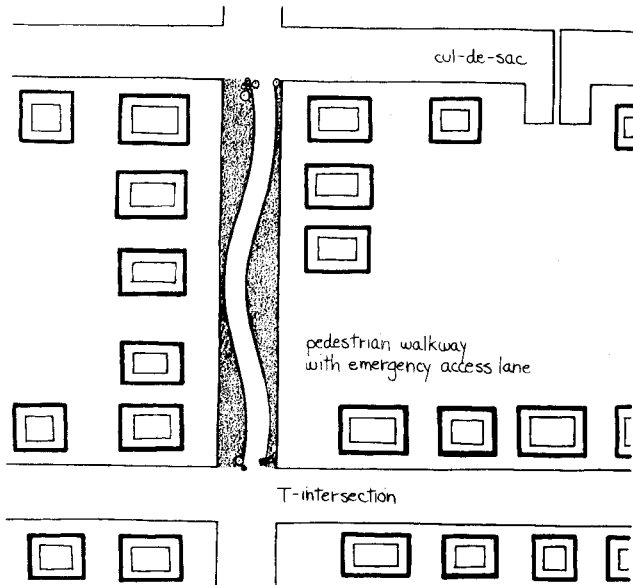 cul-de-sac
pedestrian walkway
with emergency access lane
T-intersection